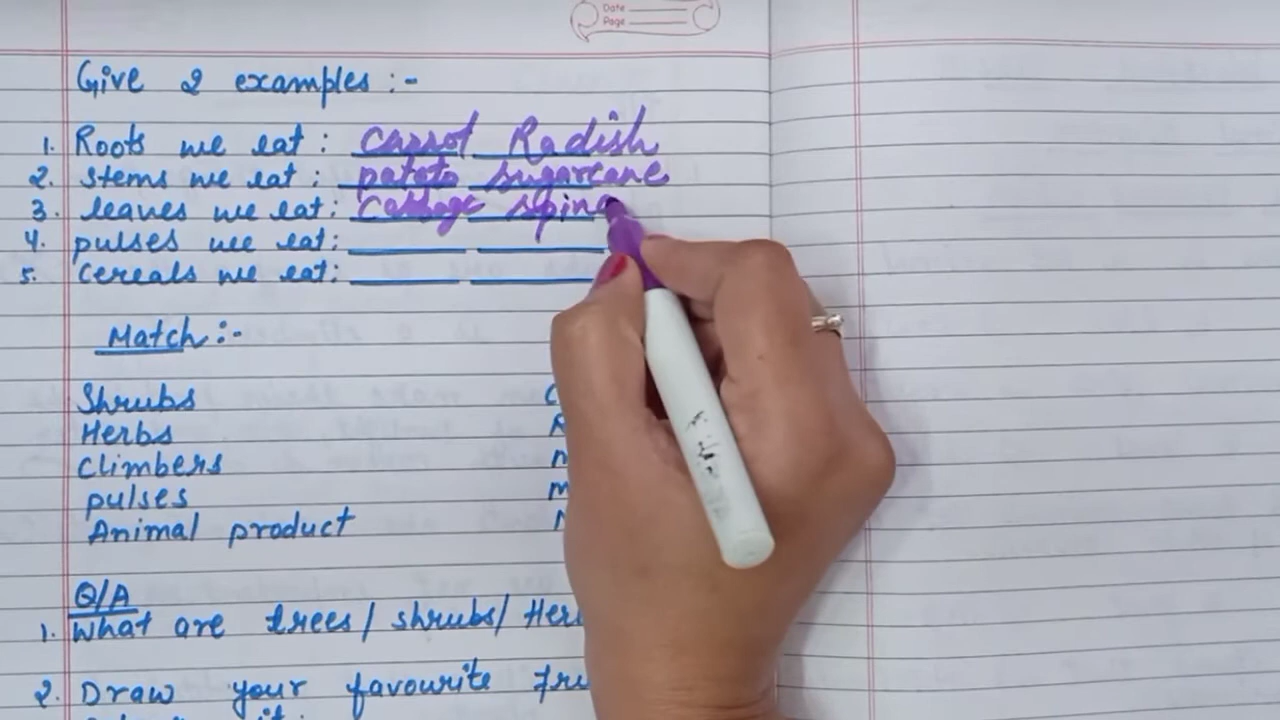 Date
Page
Give 2 examples :-
1. Roots we eat : carrot Radish
2. Stems we eat : potato sugarcane
3. leaves we eat: Cabbage spina
4. pulses we eat:
5. Cereals we eat:
Match :-
Shrubs
Herbs
Climbers
pulses
Animal product
Q/A
1. What are trees / shrubs / Her
2. Draw your favourite Fru
it.